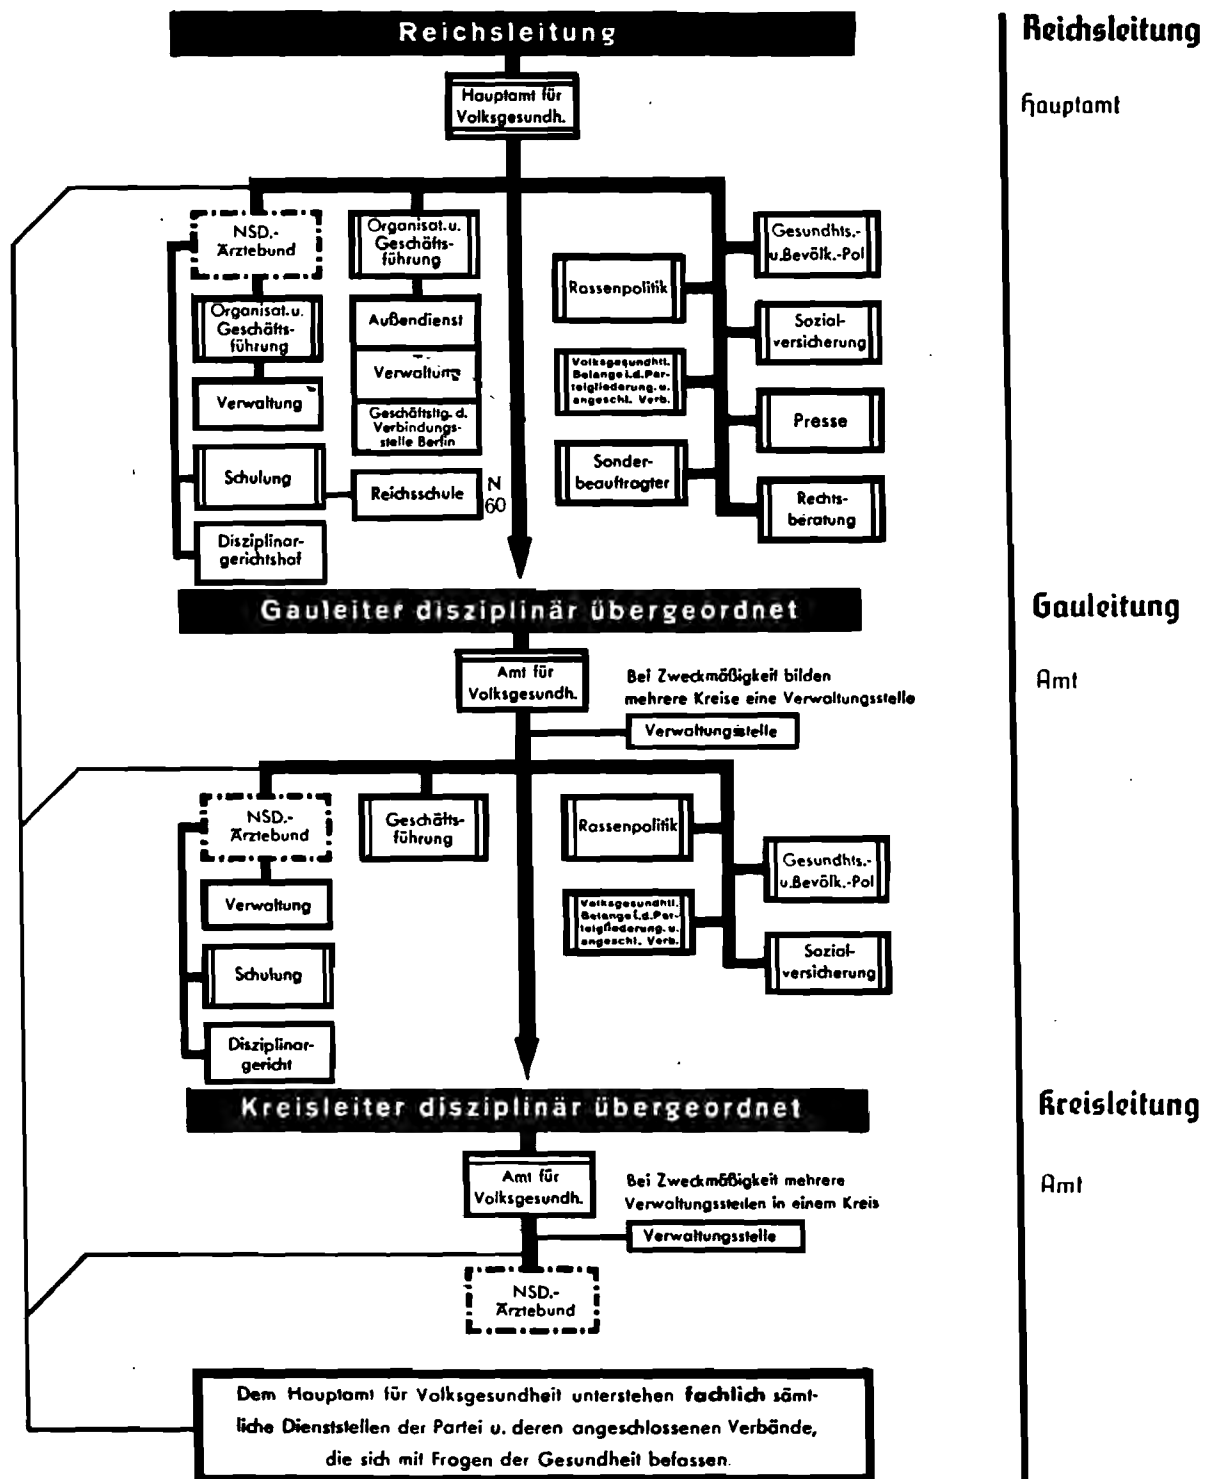 Reichsleitung
Reichsleitung
Hauptamt für
Volksgesundh.
Hauptamt
NSD.-
Ärztebund
Organisat. u.
Geschäfts-
führung
Verwaltung
Schulung
Disziplinar-
gerichtshof
Organisat. u.
Geschäfts-
führung
Außendienst
Verwaltung
Geschäftsltg. d.
Verbindungs-
stelle Berlin
Reichsschule
N
60
Rassenpolitik
Volksgesundhtl.
Belange i. d. Par-
teigliederung. u.
angeschl. Verb.
Sonder-
beauftragter
Gesundhts.-
u. Bevölk.-Pol
Sozial-
versicherung
Presse
Rechts-
beratung
Gauleiter disziplinär übergeordnet
Gauleitung
Amt für
Volksgesundh.
Bei Zweckmäßigkeit bilden
mehrere Kreise eine Verwaltungsstelle
Verwaltungsstelle
Amt
NSD.-
Ärztebund
Verwaltung
Schulung
Disziplinar-
gericht
Geschäfts-
führung
Rassenpolitik
Volksgesundhtl.
Belange i. d. Par-
teigliederung. u.
angeschl. Verb.
Gesundhts.-
u. Bevölk.-Pol
Sozial-
versicherung
Kreisleiter disziplinär übergeordnet
Kreisleitung
Amt für
Volksgesundh.
Bei Zweckmäßigkeit mehrere
Verwaltungsstellen in einem Kreis
Verwaltungsstelle
Amt
NSD.-
Ärztebund
Dem Hauptamt für Volksgesundheit unterstehen fachlich sämt-
liche Dienststellen der Partei u. deren angeschlossenen Verbände,
die sich mit Fragen der Gesundheit befassen.